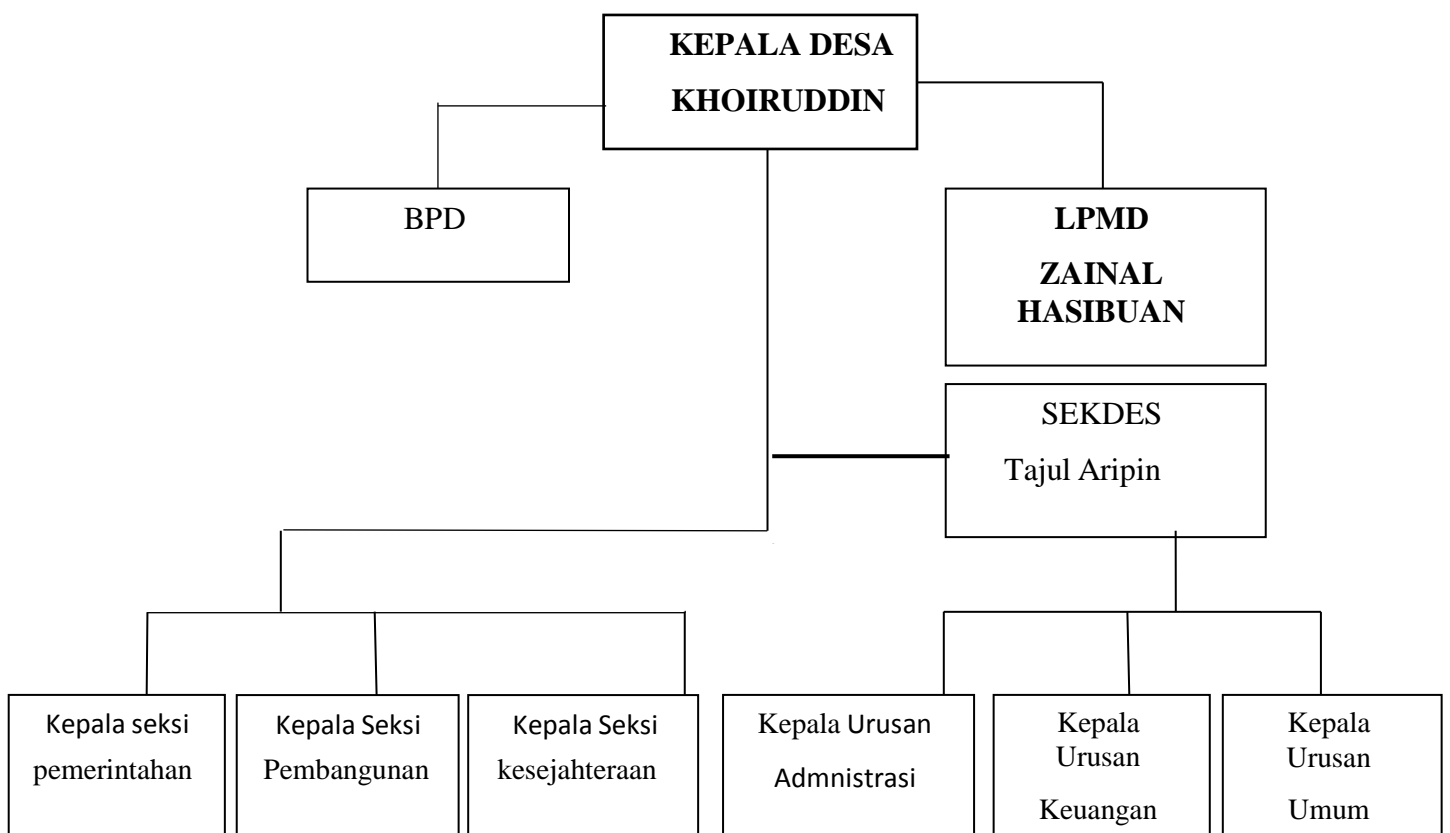 KEPALA DESA
KHOIRUDDIN
BPD
LPMD
ZAINAL
HASIBUAN
SEKDES
Tajul Aripin
Kepala seksi
pemerintahan
Kepala Seksi
Pembangunan
Kepala Seksi
kesejahteraan
Kepala Urusan
Admnistrasi
Kepala
Urusan
Keuangan
Kepala
Urusan
Umum